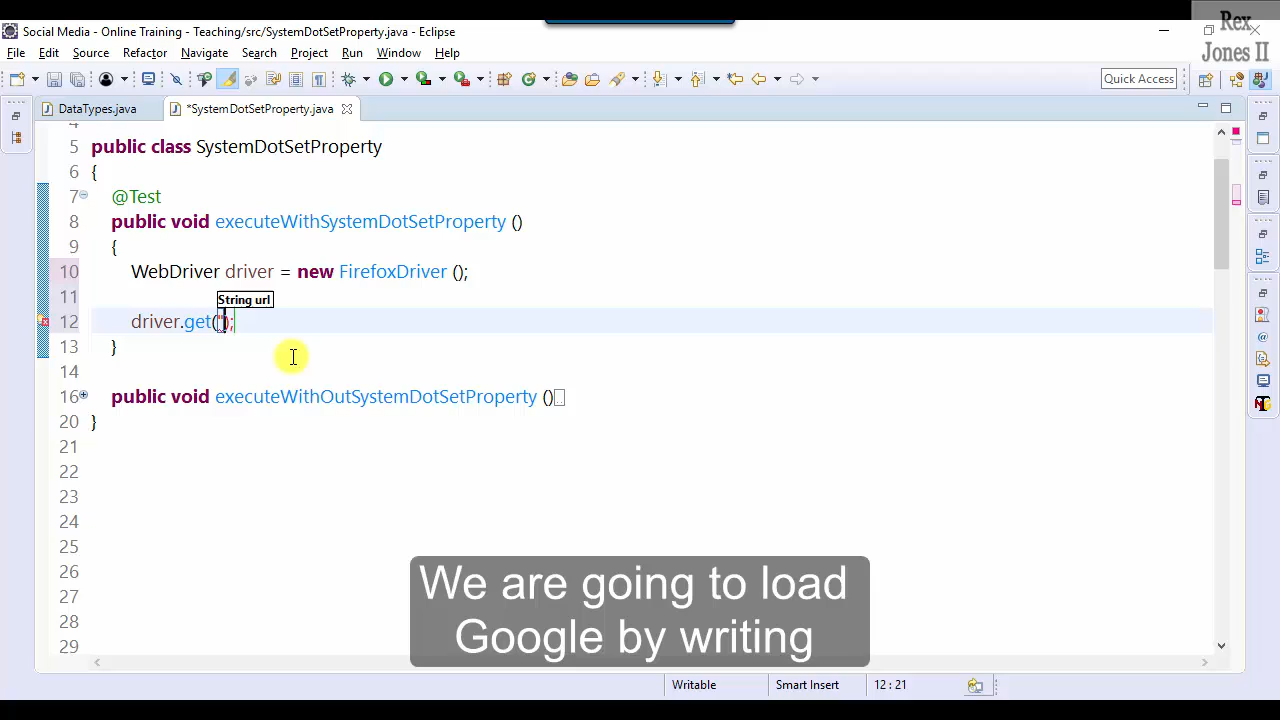 Social Media - Online Training - Teaching/src/SystemDotSetProperty.java - Eclipse
Rex
Jones II
File Edit Source Refactor Navigate Search Project Run Window Help
Quick Access
DataTypes.java
*SystemDotSetProperty.java
4
5 public class SystemDotSetProperty
6 {
7 @Test
8 public void executeWithSystemDotSetProperty ()
9 {
10 WebDriver driver = new FirefoxDriver ();
11
String url
12 driver.get("");
13 }
14
16 public void executeWithOutSystemDotSetProperty ()
20 }
21
22
23
24
25
26
27
28
29
We are going to load
Google by writing
Writable Smart Insert 12 : 21